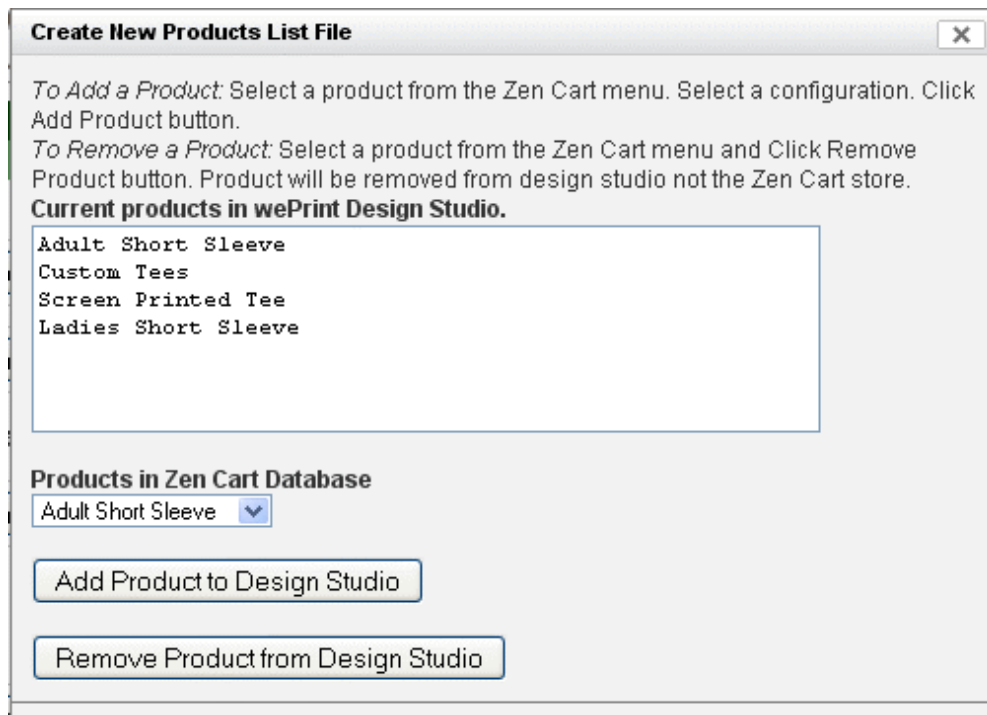 Create New Products List File
To Add a Product: Select a product from the Zen Cart menu. Select a configuration. Click
Add Product button.
To Remove a Product: Select a product from the Zen Cart menu and Click Remove
Product button. Product will be removed from design studio not the Zen Cart store.
Current products in wePrint Design Studio.
Adult Short Sleeve
Custom Tees
Screen Printed Tee
Ladies Short Sleeve
Products in Zen Cart Database
Adult Short Sleeve
Add Product to Design Studio
Remove Product from Design Studio